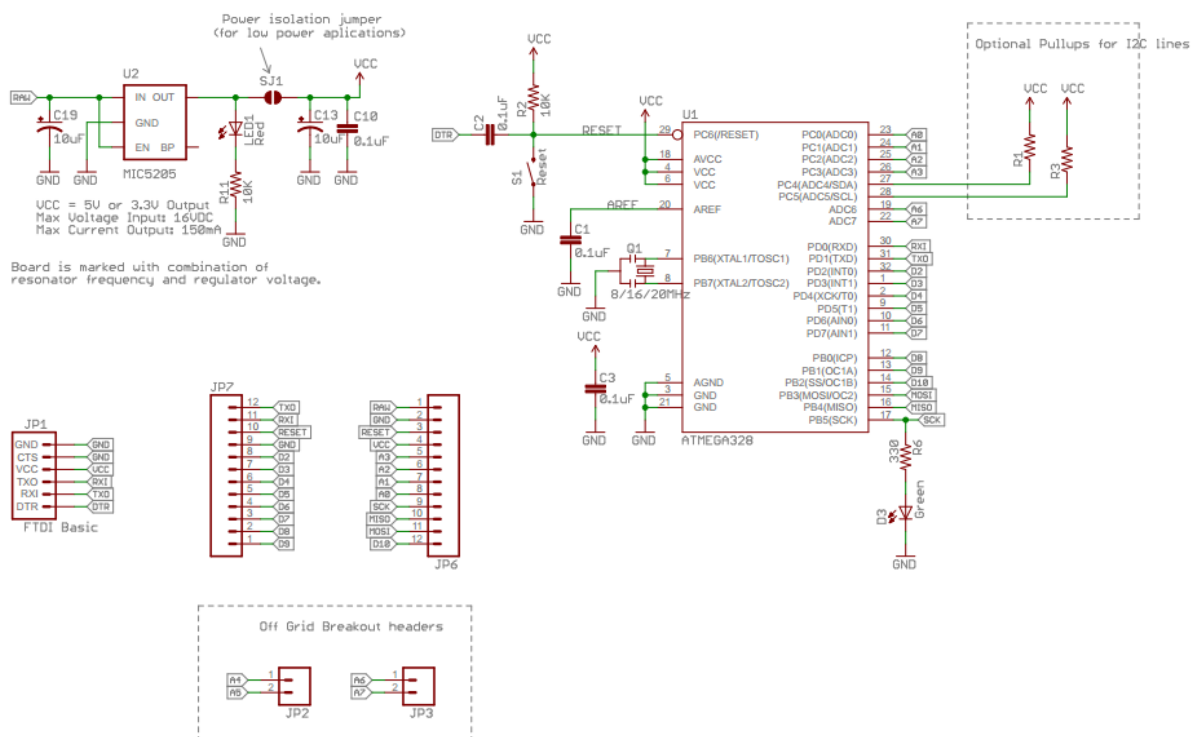 Power isolation jumper
(for low power aplications)
VCC
SJ1
U2
RAW
IN OUT
GND
EN BP
MIC5205
C19
10uF
GND
GND
LED1
Red
R11
10K
GND
C13
10uF
C10
0.1uF
GND
GND
VCC = 5V or 3.3V Output
Max Voltage Input: 16VDC
Max Current Output: 150mA
Board is marked with combination of
resonator frequency and regulator voltage.
VCC
R2
10K
DTR
C2
0.1uF
RESET
S1
Reset
GND
VCC
AREF
C1
0.1uF
GND
Q1
8/16/20MHz
GND
VCC
C3
0.1uF
GND
GND
U1
29 PC6(/RESET)
18 AVCC
4 VCC
6 VCC
20 AREF
7 PB6(XTAL1/TOSC1)
8 PB7(XTAL2/TOSC2)
5 AGND
3 GND
21 GND
ATMEGA328
PC0(ADC0) 23 A0
PC1(ADC1) 24 A1
PC2(ADC2) 25 A2
PC3(ADC3) 26 A3
PC4(ADC4/SDA) 27
PC5(ADC5/SCL) 28
ADC6 19 A6
ADC7 22 A7
PD0(RXD) 30 RXI
PD1(TXD) 31 TXO
PD2(INT0) 32 D2
PD3(INT1) 1 D3
PD4(XCK/T0) 2 D4
PD5(T1) 9 D5
PD6(AIN0) 10 D6
PD7(AIN1) 11 D7
PB0(ICP) 12 D8
PB1(OC1A) 13 D9
PB2(SS/OC1B) 14 D10
PB3(MOSI/OC2) 15 MOSI
PB4(MISO) 16 MISO
PB5(SCK) 17 SCK
330
R6
D3
Green
GND
Optional Pullups for I2C lines
VCC VCC
R1
R3
JP1
GND GND
CTS GND
VCC VCC
TXO RXI
RXI TXO
DTR DTR
FTDI Basic
JP7
12 TXO
11 RXI
10 RESET
9 GND
8 D2
7 D3
6 D4
5 D5
4 D6
3 D7
2 D8
1 D9
RAW 1
GND 2
RESET 3
VCC 4
A3 5
A2 6
A1 7
A0 8
SCK 9
MISO 10
MOSI 11
D10 12
JP6
Off Grid Breakout headers
A4 1
A5 2
JP2
A6 1
A7 2
JP3